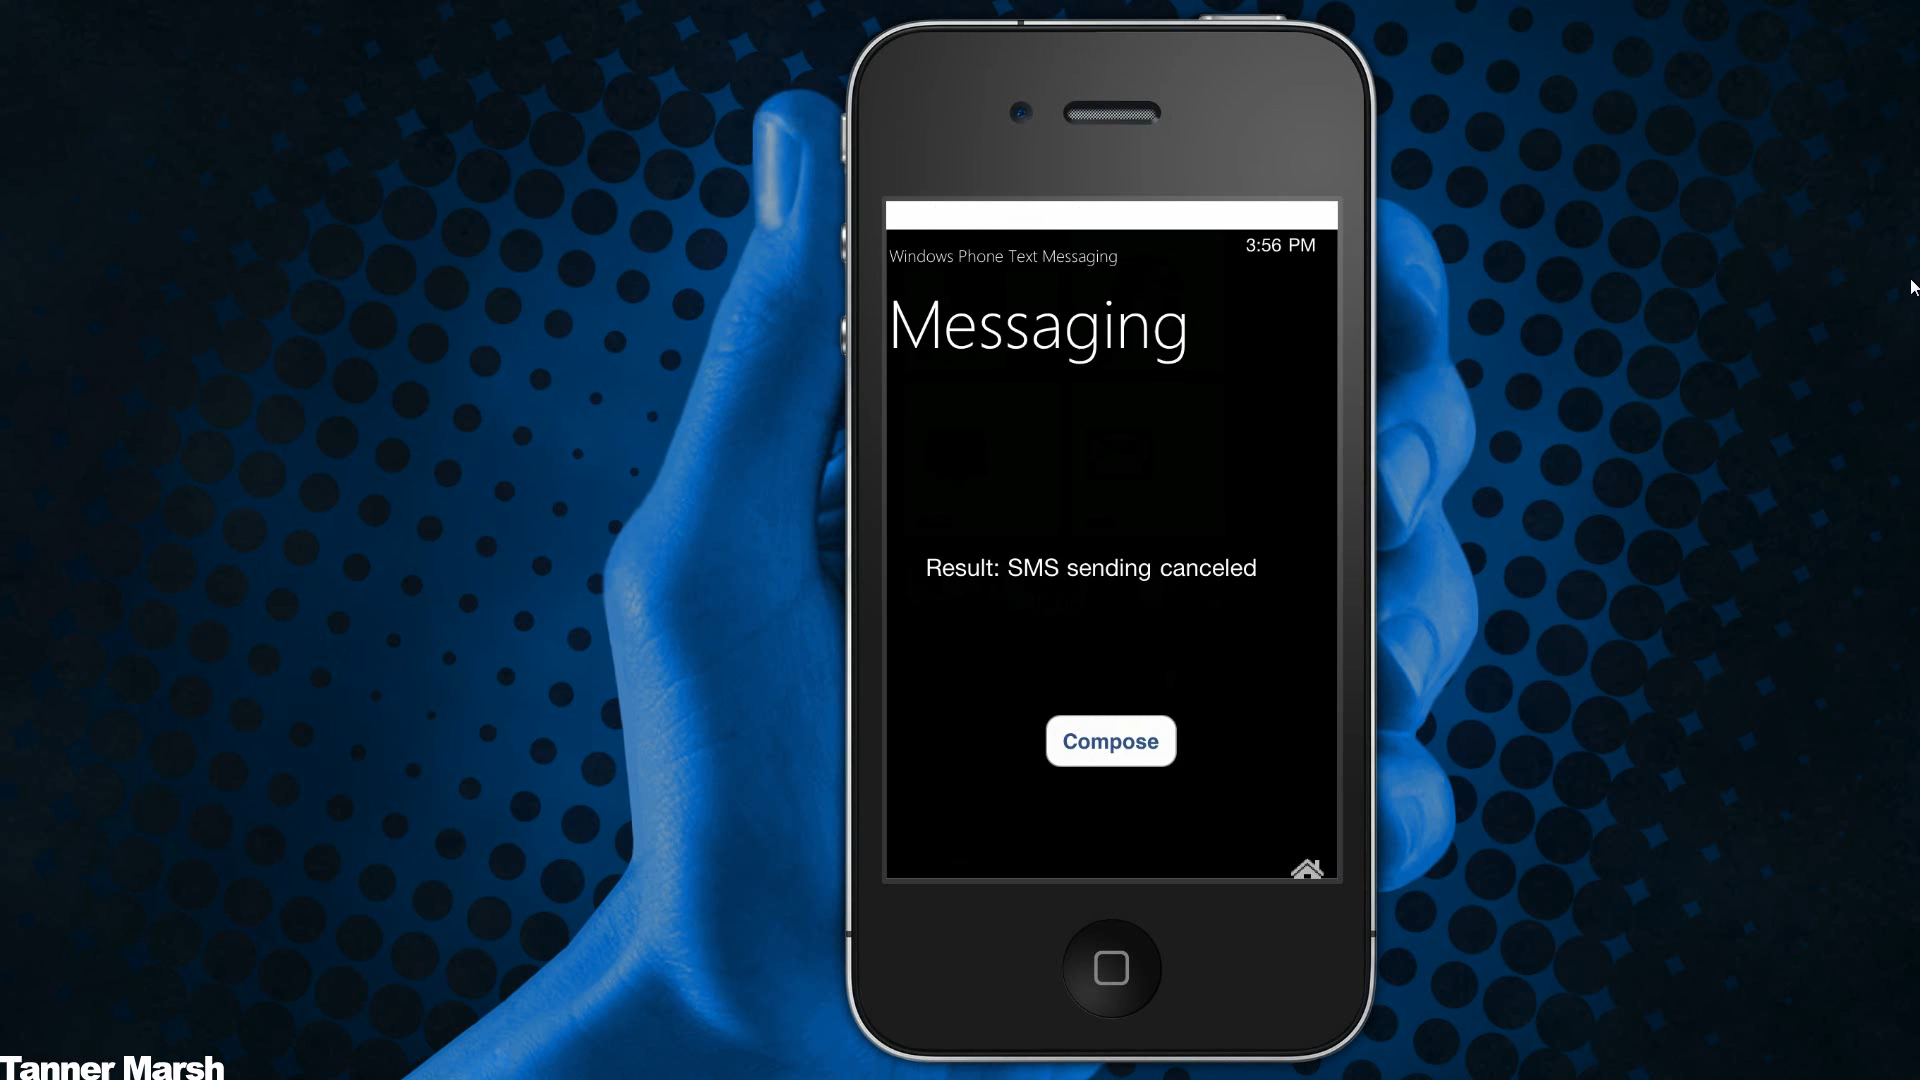 3:56 PM
Windows Phone Text Messaging
Messaging
Result: SMS sending canceled
Compose
Tanner Marsh